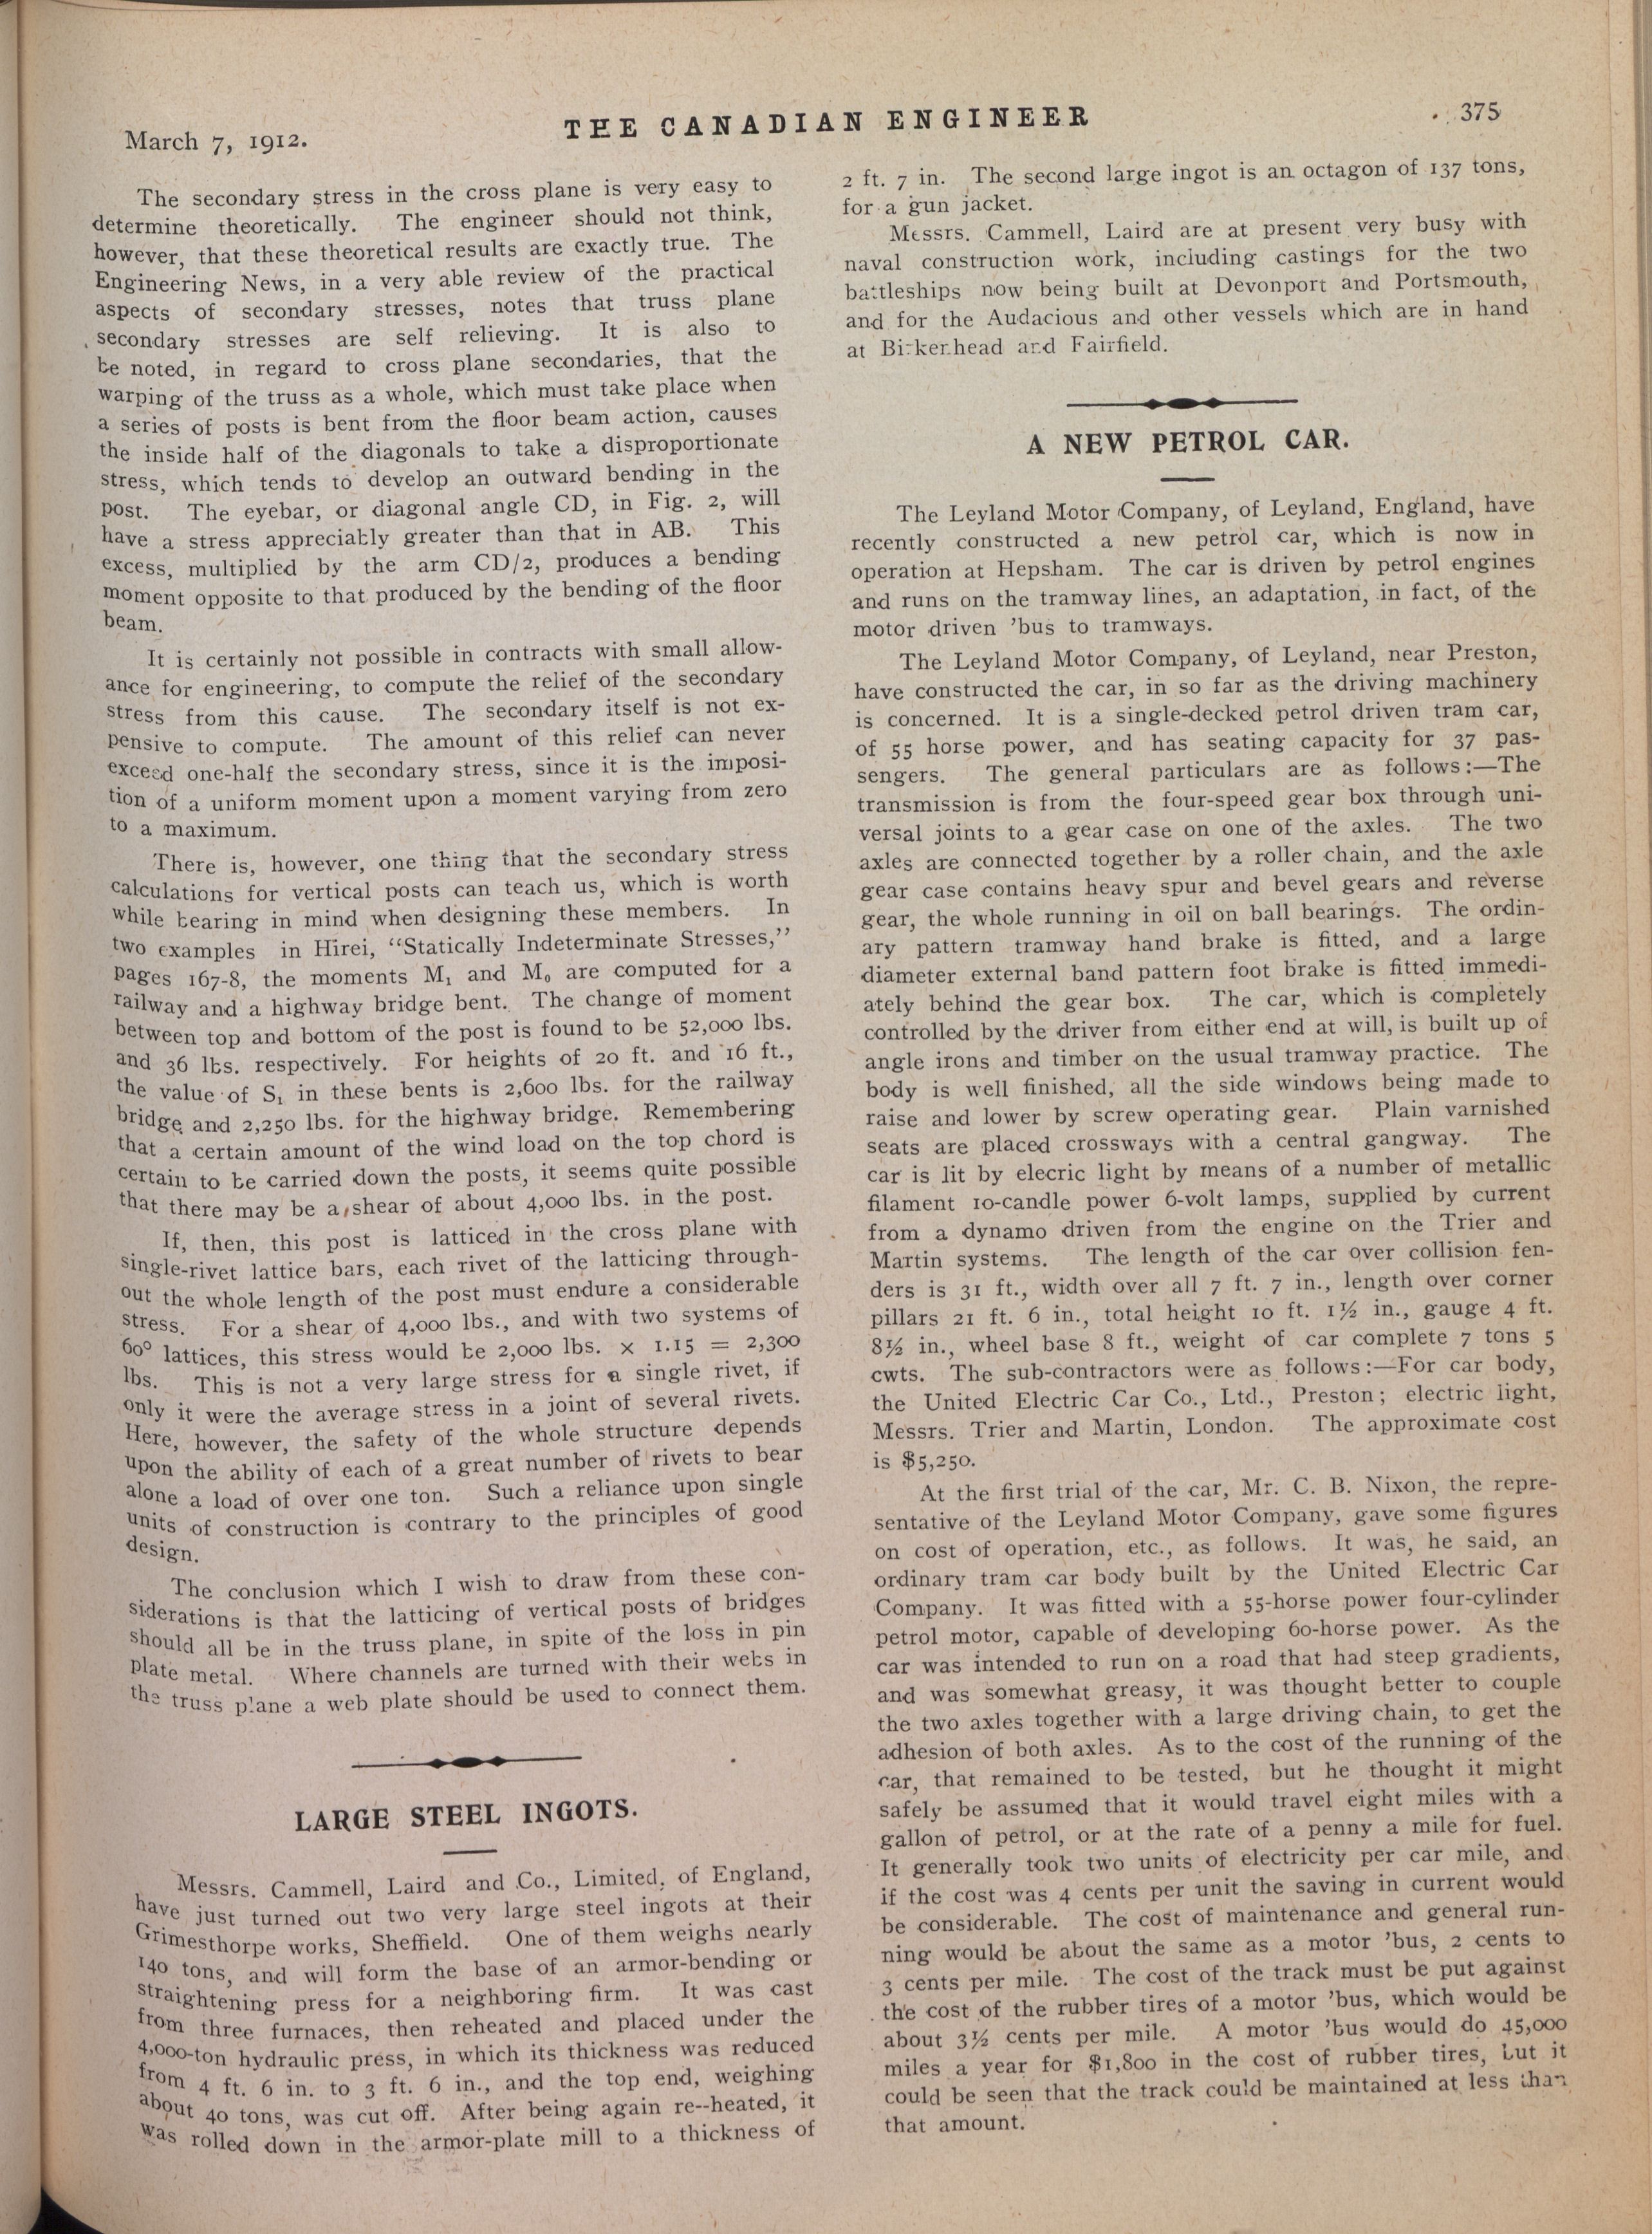 March 7, 1912.
THE CANADIAN ENGINEER
375
The secondary stress in the cross plane is very easy to
determine theoretically. The engineer should not think,
however, that these theoretical results are exactly true. The
Engineering News, in a very able review of the practical
aspects of secondary stresses, notes that truss plane
secondary stresses are self relieving. It is also to
be noted, in regard to cross plane secondaries, that the
warping of the truss as a whole, which must take place when
a series of posts is bent from the floor beam action, causes
the inside half of the diagonals to take a disproportionate
stress, which tends to develop an outward bending in the
post. The eyebar, or diagonal angle CD, in Fig. 2, will
have a stress appreciably greater than that in AB. This
excess, multiplied by the arm CD/2, produces a bending
moment opposite to that produced by the bending of the floor
beam.
It is certainly not possible in contracts with small allow-
ance for engineering, to compute the relief of the secondary
stress from this cause. The secondary itself is not ex-
pensive to compute. The amount of this relief can never
exceed one-half the secondary stress, since it is the imposi-
tion of a uniform moment upon a moment varying from zero
to a maximum.
There is, however, one thing that the secondary stress
calculations for vertical posts can teach us, which is worth
while bearing in mind when designing these members. In
two examples in Hirei, “Statically Indeterminate Stresses,”
pages 167-8, the moments M₁ and M₀ are computed for a
railway and a highway bridge bent. The change of moment
between top and bottom of the post is found to be 52,000 lbs.
and 36 lbs. respectively. For heights of 20 ft. and 16 ft.,
the value of S₁ in these bents is 2,600 lbs. for the railway
bridge and 2,250 lbs. for the highway bridge. Remembering
that a certain amount of the wind load on the top chord is
certain to be carried down the posts, it seems quite possible
that there may be a shear of about 4,000 lbs. in the post.
If, then, this post is latticed in the cross plane with
single-rivet lattice bars, each rivet of the latticing through-
out the whole length of the post must endure a considerable
stress. For a shear of 4,000 lbs., and with two systems of
60° lattices, this stress would be 2,000 lbs. × 1.15 = 2,300
lbs. This is not a very large stress for a single rivet, if
only it were the average stress in a joint of several rivets.
Here, however, the safety of the whole structure depends
upon the ability of each of a great number of rivets to bear
alone a load of over one ton. Such a reliance upon single
units of construction is contrary to the principles of good
design.
The conclusion which I wish to draw from these con-
siderations is that the latticing of vertical posts of bridges
should all be in the truss plane, in spite of the loss in pin
plate metal. Where channels are turned with their webs in
the truss plane a web plate should be used to connect them.
LARGE STEEL INGOTS.
Messrs. Cammell, Laird and Co., Limited, of England,
have just turned out two very large steel ingots at their
Grimesthorpe works, Sheffield. One of them weighs nearly
140 tons, and will form the base of an armor-bending or
straightening press for a neighboring firm. It was cast
from three furnaces, then reheated and placed under the
4,000-ton hydraulic press, in which its thickness was reduced
from 4 ft. 6 in. to 3 ft. 6 in., and the top end, weighing
about 40 tons, was cut off. After being again re--heated, it
was rolled down in the armor-plate mill to a thickness of
2 ft. 7 in. The second large ingot is an octagon of 137 tons,
for a gun jacket.
Messrs. Cammell, Laird are at present very busy with
naval construction work, including castings for the two
battleships now being built at Devonport and Portsmouth,
and for the Audacious and other vessels which are in hand
at Birkenhead and Fairfield.
A NEW PETROL CAR.
The Leyland Motor Company, of Leyland, England, have
recently constructed a new petrol car, which is now in
operation at Hepsham. The car is driven by petrol engines
and runs on the tramway lines, an adaptation, in fact, of the
motor driven ’bus to tramways.
The Leyland Motor Company, of Leyland, near Preston,
have constructed the car, in so far as the driving machinery
is concerned. It is a single-decked petrol driven tram car,
of 55 horse power, and has seating capacity for 37 pas-
sengers. The general particulars are as follows:—The
transmission is from the four-speed gear box through uni-
versal joints to a gear case on one of the axles. The two
axles are connected together by a roller chain, and the axle
gear case contains heavy spur and bevel gears and reverse
gear, the whole running in oil on ball bearings. The ordin-
ary pattern tramway hand brake is fitted, and a large
diameter external band pattern foot brake is fitted immedi-
ately behind the gear box. The car, which is completely
controlled by the driver from either end at will, is built up of
angle irons and timber on the usual tramway practice. The
body is well finished, all the side windows being made to
raise and lower by screw operating gear. Plain varnished
seats are placed crossways with a central gangway. The
car is lit by elecric light by means of a number of metallic
filament 10-candle power 6-volt lamps, supplied by current
from a dynamo driven from the engine on the Trier and
Martin systems. The length of the car over collision fen-
ders is 31 ft., width over all 7 ft. 7 in., length over corner
pillars 21 ft. 6 in., total height 10 ft. 1½ in., gauge 4 ft.
8½ in., wheel base 8 ft., weight of car complete 7 tons 5
cwts. The sub-contractors were as follows:—For car body,
the United Electric Car Co., Ltd., Preston; electric light,
Messrs. Trier and Martin, London. The approximate cost
is $5,250.
At the first trial of the car, Mr. C. B. Nixon, the repre-
sentative of the Leyland Motor Company, gave some figures
on cost of operation, etc., as follows. It was, he said, an
ordinary tram car body built by the United Electric Car
Company. It was fitted with a 55-horse power four-cylinder
petrol motor, capable of developing 60-horse power. As the
car was intended to run on a road that had steep gradients,
and was somewhat greasy, it was thought better to couple
the two axles together with a large driving chain, to get the
adhesion of both axles. As to the cost of the running of the
car, that remained to be tested, but he thought it might
safely be assumed that it would travel eight miles with a
gallon of petrol, or at the rate of a penny a mile for fuel.
It generally took two units of electricity per car mile, and
if the cost was 4 cents per unit the saving in current would
be considerable. The cost of maintenance and general run-
ning would be about the same as a motor ’bus, 2 cents to
3 cents per mile. The cost of the track must be put against
the cost of the rubber tires of a motor ’bus, which would be
about 3½ cents per mile. A motor ’bus would do 45,000
miles a year for $1,800 in the cost of rubber tires, but it
could be seen that the track could be maintained at less than
that amount.